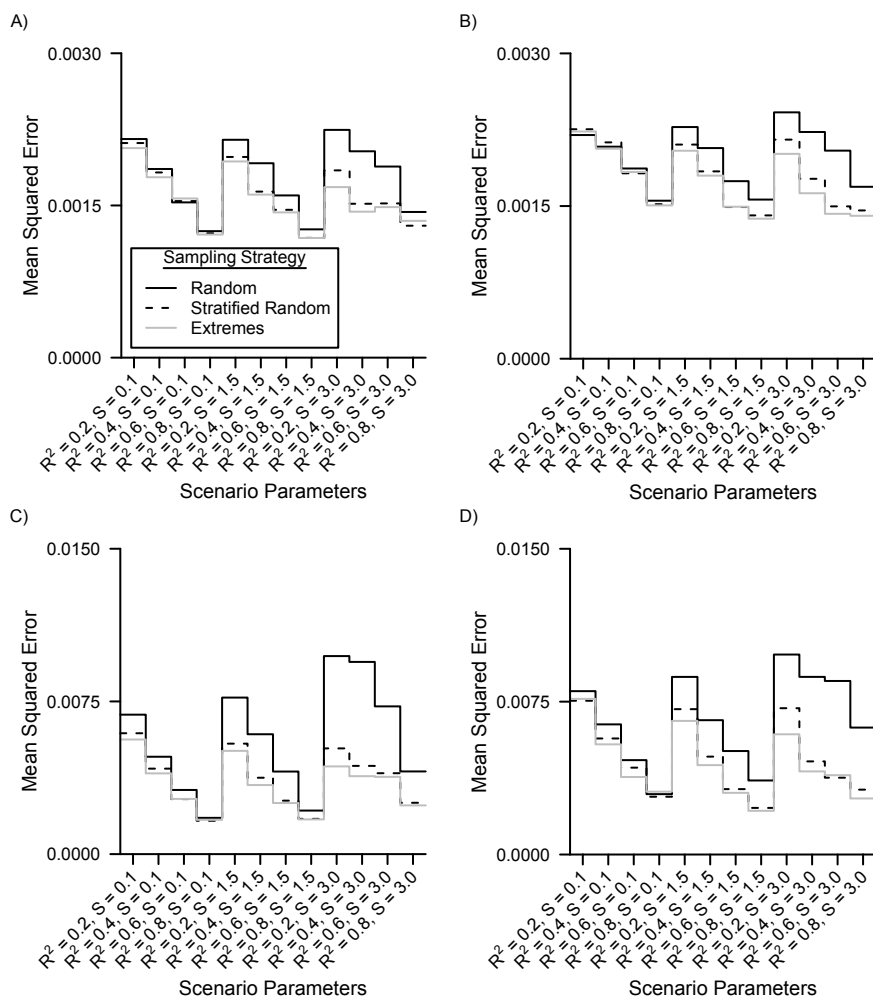 A)
0.0030
0.0015
0.0000
Mean Squared Error
Sampling Strategy
Random
Stratified Random
Extremes
R² = 0.2, S = 0.1
R² = 0.4, S = 0.1
R² = 0.6, S = 0.1
R² = 0.8, S = 0.1
R² = 0.2, S = 1.5
R² = 0.4, S = 1.5
R² = 0.6, S = 1.5
R² = 0.8, S = 1.5
R² = 0.2, S = 3.0
R² = 0.4, S = 3.0
R² = 0.6, S = 3.0
R² = 0.8, S = 3.0
Scenario Parameters
B)
0.0030
0.0015
0.0000
Mean Squared Error
R² = 0.2, S = 0.1
R² = 0.4, S = 0.1
R² = 0.6, S = 0.1
R² = 0.8, S = 0.1
R² = 0.2, S = 1.5
R² = 0.4, S = 1.5
R² = 0.6, S = 1.5
R² = 0.8, S = 1.5
R² = 0.2, S = 3.0
R² = 0.4, S = 3.0
R² = 0.6, S = 3.0
R² = 0.8, S = 3.0
Scenario Parameters
C)
0.0150
0.0075
0.0000
Mean Squared Error
R² = 0.2, S = 0.1
R² = 0.4, S = 0.1
R² = 0.6, S = 0.1
R² = 0.8, S = 0.1
R² = 0.2, S = 1.5
R² = 0.4, S = 1.5
R² = 0.6, S = 1.5
R² = 0.8, S = 1.5
R² = 0.2, S = 3.0
R² = 0.4, S = 3.0
R² = 0.6, S = 3.0
R² = 0.8, S = 3.0
Scenario Parameters
D)
0.0150
0.0075
0.0000
Mean Squared Error
R² = 0.2, S = 0.1
R² = 0.4, S = 0.1
R² = 0.6, S = 0.1
R² = 0.8, S = 0.1
R² = 0.2, S = 1.5
R² = 0.4, S = 1.5
R² = 0.6, S = 1.5
R² = 0.8, S = 1.5
R² = 0.2, S = 3.0
R² = 0.4, S = 3.0
R² = 0.6, S = 3.0
R² = 0.8, S = 3.0
Scenario Parameters